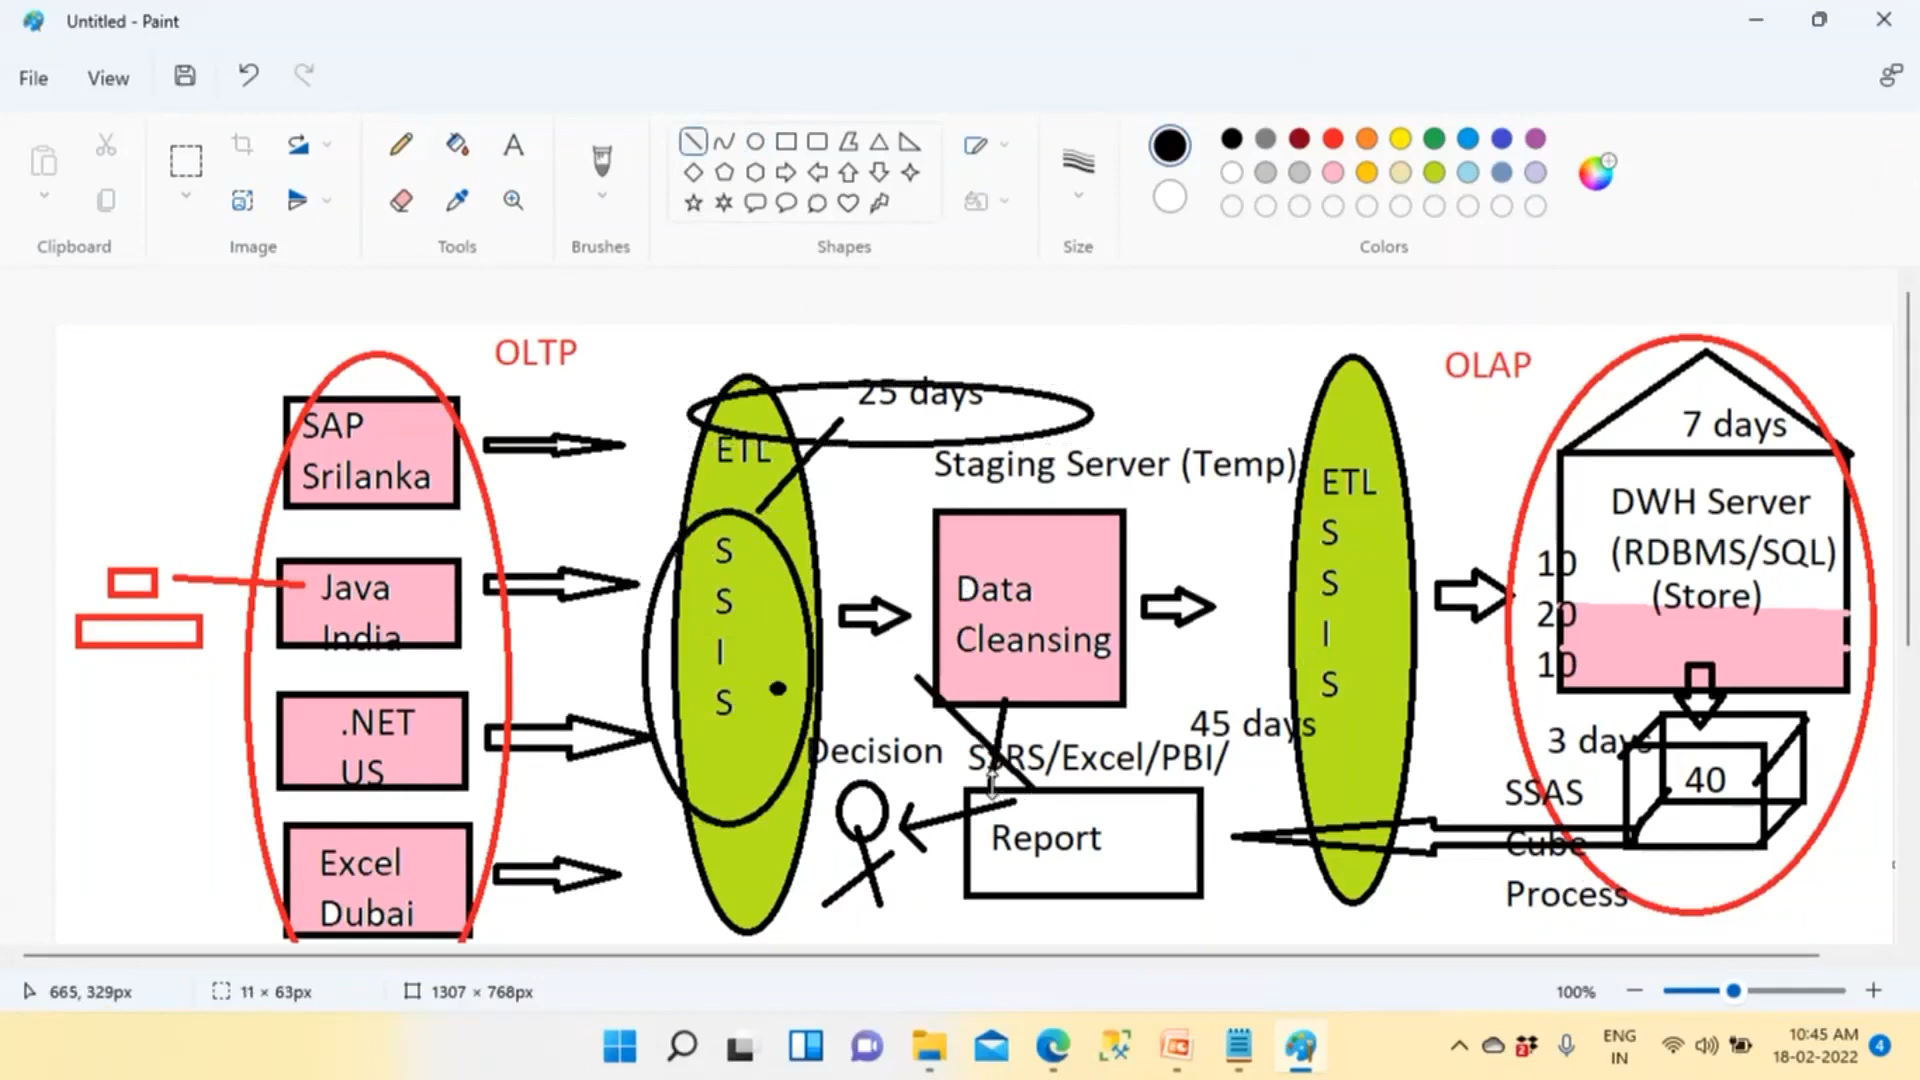 Untitled - Paint
File
View
Clipboard
Image
Tools
Brushes
Shapes
Size
Colors
OLTP
OLAP
SAP
Srilanka
Java
India
.NET
US
Excel
Dubai
25 days
ETL
S
S
I
S
Staging Server (Temp)
Data
Cleansing
ETL
S
S
I
S
45 days
7 days
DWH Server
(RDBMS/SQL)
(Store)
10
20
10
3 days
40
SSAS
Cube
Process
Decision
SSRS/Excel/PBI/
Report
665, 329px
11 × 63px
1307 × 768px
100%
ENG
IN
10:45 AM
18-02-2022
4
2